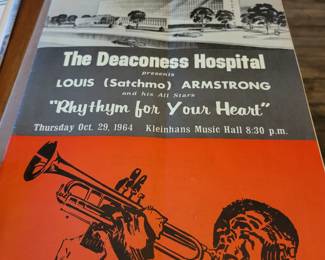 The Deaconess Hospital
presents
LOUIS (Satchmo) ARMSTRONG
and his All Stars
"Rhythym for Your Heart"
Thursday Oct. 29, 1964 Kleinhans Music Hall 8:30 p.m.